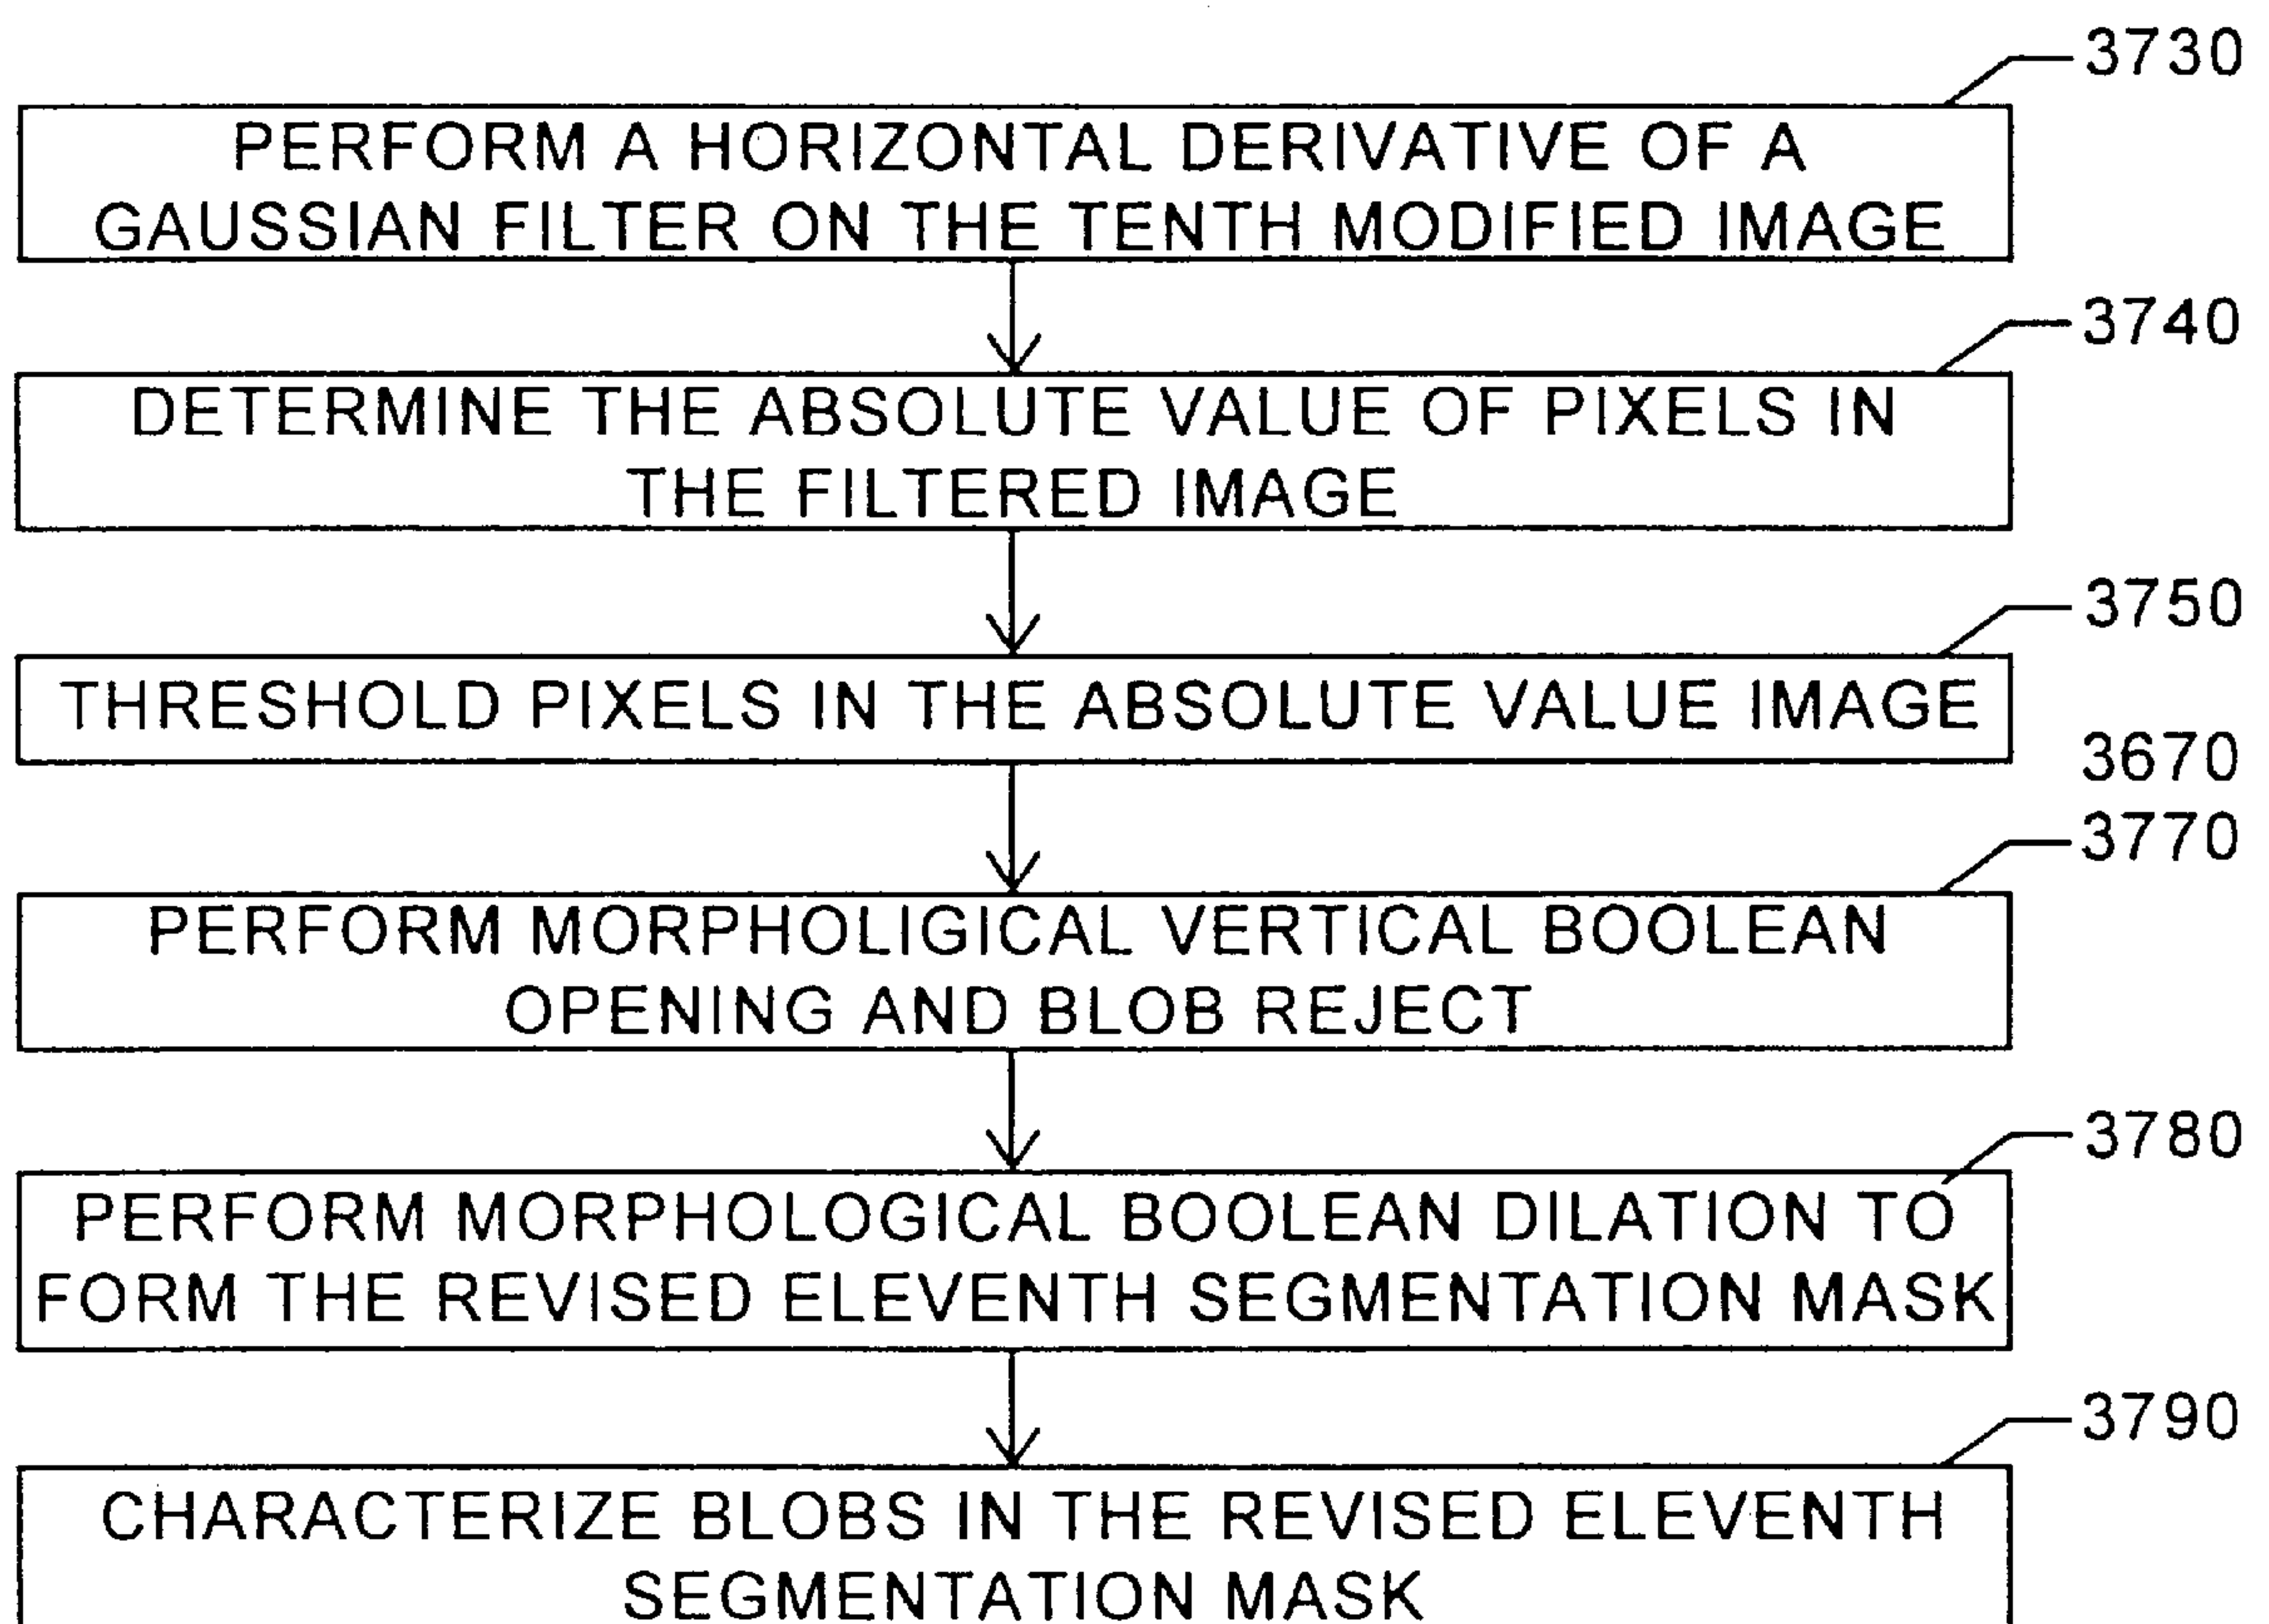 3730
PERFORM A HORIZONTAL DERIVATIVE OF A
GAUSSIAN FILTER ON THE TENTH MODIFIED IMAGE
3740
DETERMINE THE ABSOLUTE VALUE OF PIXELS IN
THE FILTERED IMAGE
3750
THRESHOLD PIXELS IN THE ABSOLUTE VALUE IMAGE
3670
3770
PERFORM MORPHOLIGICAL VERTICAL BOOLEAN
OPENING AND BLOB REJECT
3780
PERFORM MORPHOLOGICAL BOOLEAN DILATION TO
FORM THE REVISED ELEVENTH SEGMENTATION MASK
3790
CHARACTERIZE BLOBS IN THE REVISED ELEVENTH
SEGMENTATION MASK